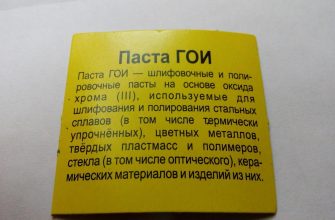 Паста ГОИ
Паста ГОИ — шлифовочные и поли-
ровочные пасты на основе оксида
хрома (III), используемые для
шлифования и полирования стальных
сплавов (в том числе термически
упрочнённых), цветных металлов,
твёрдых пластмасс и полимеров,
стекла (в том числе оптического), кера-
мических материалов и изделий из них.